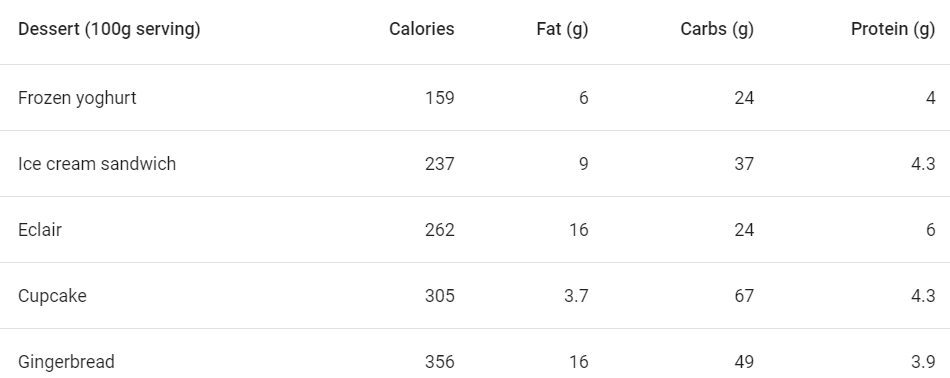 Dessert (100g serving) Calories Fat (g) Carbs (g) Protein (g)
Frozen yoghurt 159 6 24 4
Ice cream sandwich 237 9 37 4.3
Eclair 262 16 24 6
Cupcake 305 3.7 67 4.3
Gingerbread 356 16 49 3.9